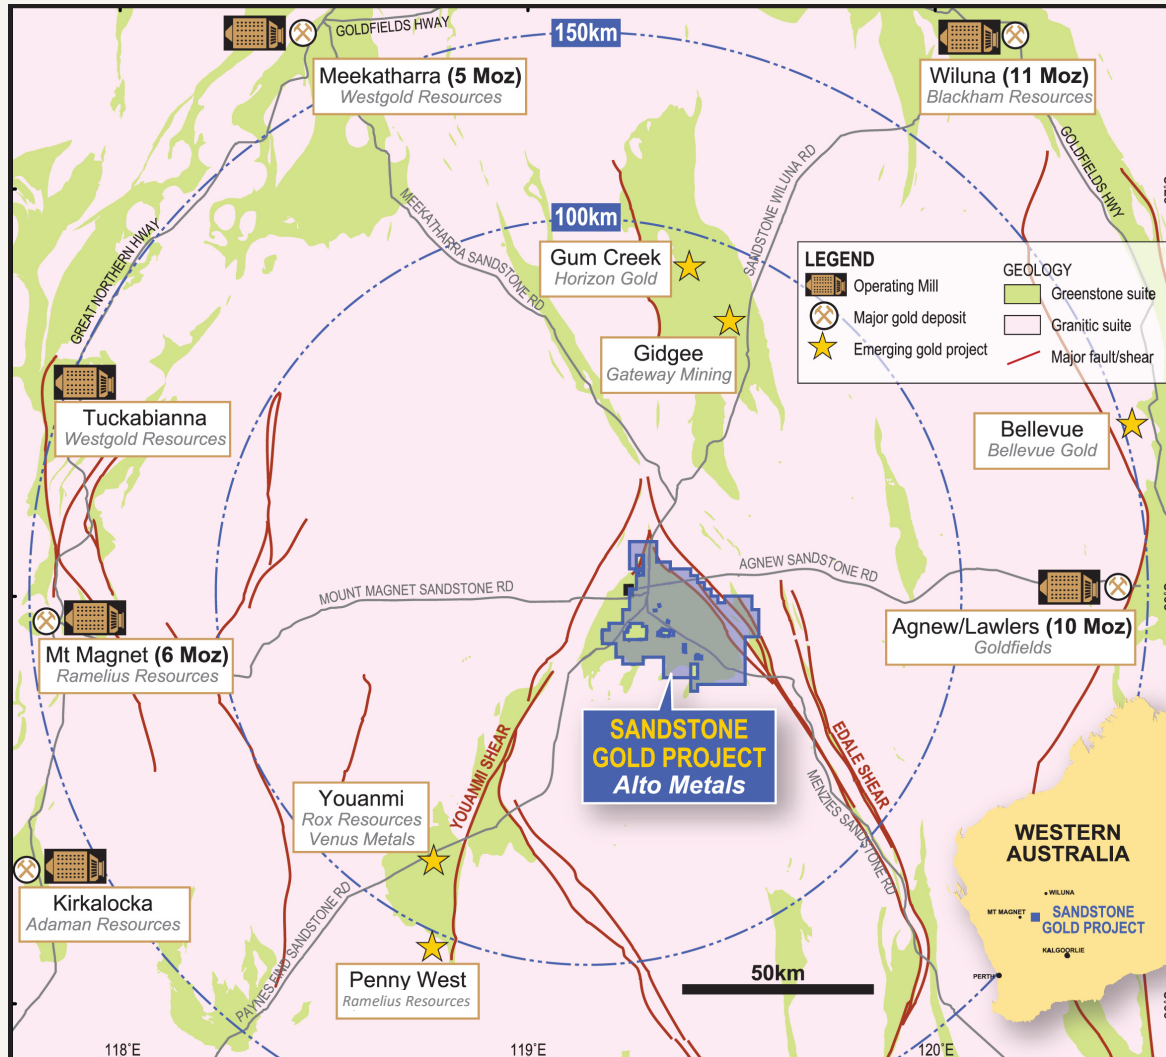 GOLDFIELDS HWY
150km
Meekatharra (5 Moz)
Westgold Resources
Wiluna (11 Moz)
Blackham Resources
GOLDFIELDS HWY
MEEKATHARRA SANDSTONE RD
SANDSTONE WILUNA RD
100km
GREAT NORTHERN HWAY
Gum Creek
Horizon Gold
Gidgee
Gateway Mining
LEGEND
Operating Mill
Major gold deposit
Emerging gold project
GEOLOGY
Greenstone suite
Granitic suite
Major fault/shear
Tuckabianna
Westgold Resources
Bellevue
Bellevue Gold
MOUNT MAGNET SANDSTONE RD
AGNEW SANDSTONE RD
Mt Magnet (6 Moz)
Ramelius Resources
Agnew/Lawlers (10 Moz)
Goldfields
SANDSTONE
GOLD PROJECT
Alto Metals
YOUANMI SHEAR
EDALE SHEAR
MENZIES SANDSTONE RD
Youanmi
Rox Resources
Venus Metals
Kirkalocka
Adaman Resources
PAYNES FIND SANDSTONE RD
Penny West
Ramelius Resources
50km
WESTERN
AUSTRALIA
WILUNA
MT MAGNET
SANDSTONE
GOLD PROJECT
KALGOORLIE
PERTH
118°E
119°E
120°E